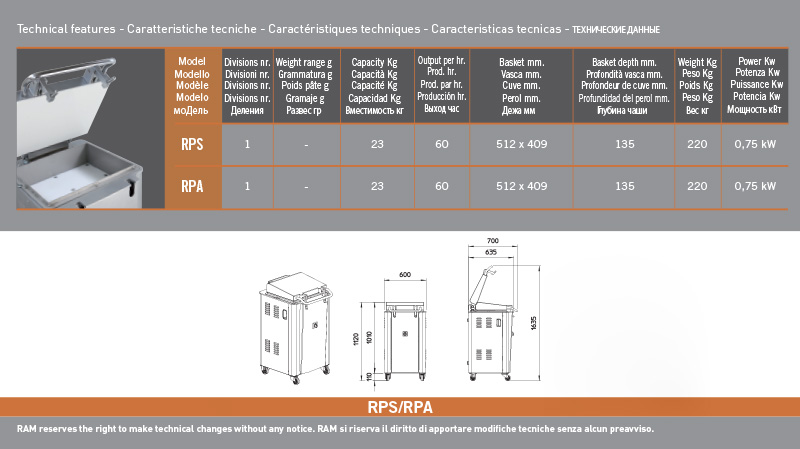 Technical features - Caratteristiche tecniche - Caractéristiques techniques - Caracteristicas tecnicas - ТЕХНИЧЕСКИЕ ДАННЫЕ
Model Divisions nr. Weight range g Capacity Kg Output per hr. Basket mm. Basket depth mm. Weight Kg Power Kw
Modello Divisioni nr. Grammatura g Capacità Kg Prod. hr. Vasca mm. Profondità vasca mm. Peso Kg Potenza Kw
Modèle Divisions nr. Poids pâte g Capacité Kg Prod. par hr. Cuve mm. Profondeur de cuve mm. Poids Kg Puissance Kw
Modelo Divisions nr. Gramaje g Capacidad Kg Producción hr. Perol mm. Profundidad del perol mm. Peso Kg Potencia Kw
моДель Деления Развес гр Вместимость кг Выход час Дежа мм Глубина чаши Вес кг Мощность кВт
RPS 1 - 23 60 512 x 409 135 220 0,75 kW
RPA 1 - 23 60 512 x 409 135 220 0,75 kW
700
635
600
1120
1010
110
1635
RPS/RPA
RAM reserves the right to make technical changes without any notice. RAM si riserva il diritto di apportare modifiche tecniche senza alcun preavviso.